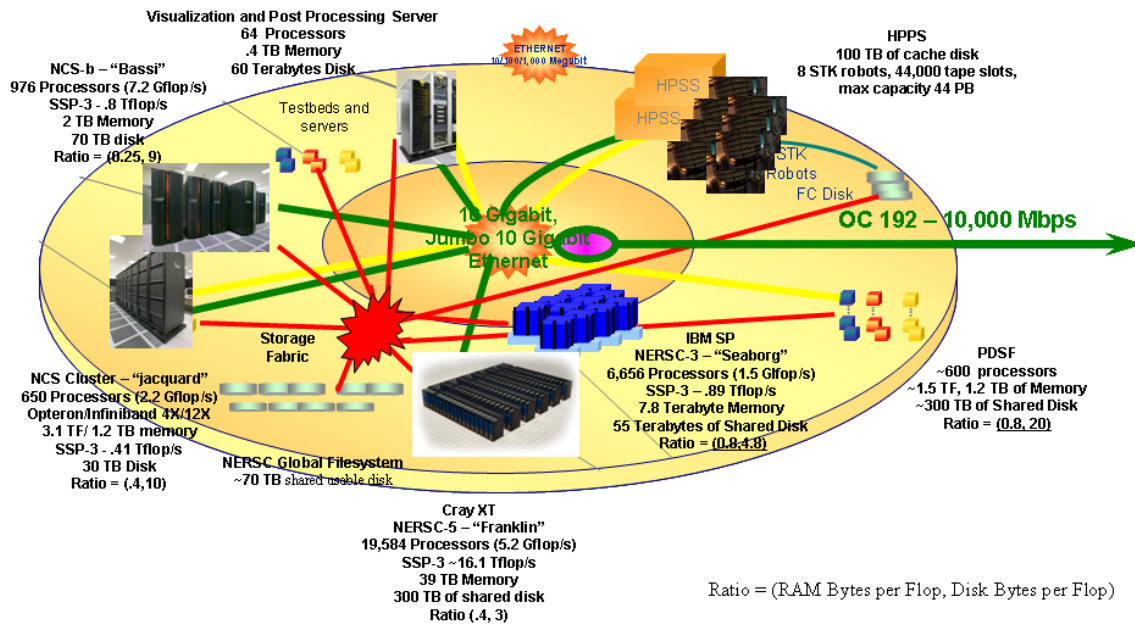 Visualization and Post Processing Server
64 Processors
.4 TB Memory
60 Terabytes Disk
ETHERNET
10/100/1,000 Megabit
HPPS
100 TB of cache disk
8 STK robots, 44,000 tape slots,
max capacity 44 PB
NCS-b – “Bassi”
976 Processors (7.2 Gflop/s)
SSP-3 - .8 Tflop/s
2 TB Memory
70 TB disk
Ratio = (0.25, 9)
Testbeds and
servers
HPSS
HPSS
STK
Robots
FC Disk
10 Gigabit,
Jumbo 10 Gigabit
Ethernet
OC 192 – 10,000 Mbps
Storage
Fabric
IBM SP
NERSC-3 – “Seaborg”
6,656 Processors (1.5 Glfop/s)
SSP-3 – .89 Tflop/s
7.8 Terabyte Memory
55 Terabytes of Shared Disk
Ratio = (0.8,4.8)
PDSF
~600 processors
~1.5 TF, 1.2 TB of Memory
~300 TB of Shared Disk
Ratio = (0.8, 20)
NCS Cluster – “jacquard”
650 Processors (2.2 Gflop/s)
Opteron/Infiniband 4X/12X
3.1 TF/ 1.2 TB memory
SSP-3 - .41 Tflop/s
30 TB Disk
Ratio = (.4,10)
NERSC Global Filesystem
~70 TB shared usable disk
Cray XT
NERSC-5 – “Franklin”
19,584 Processors (5.2 Gflop/s)
SSP-3 ~16.1 Tflop/s
39 TB Memory
300 TB of shared disk
Ratio (.4, 3)
Ratio = (RAM Bytes per Flop, Disk Bytes per Flop)